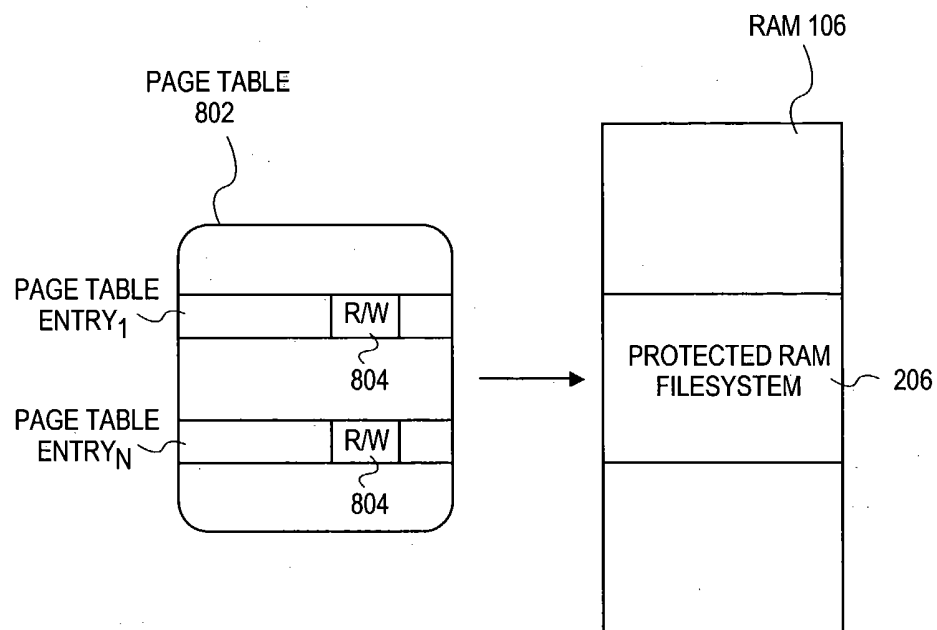 RAM 106
PAGE TABLE
802
PAGE TABLE
ENTRY1
R/W
804
PROTECTED RAM
FILESYSTEM
206
PAGE TABLE
ENTRYN
R/W
804